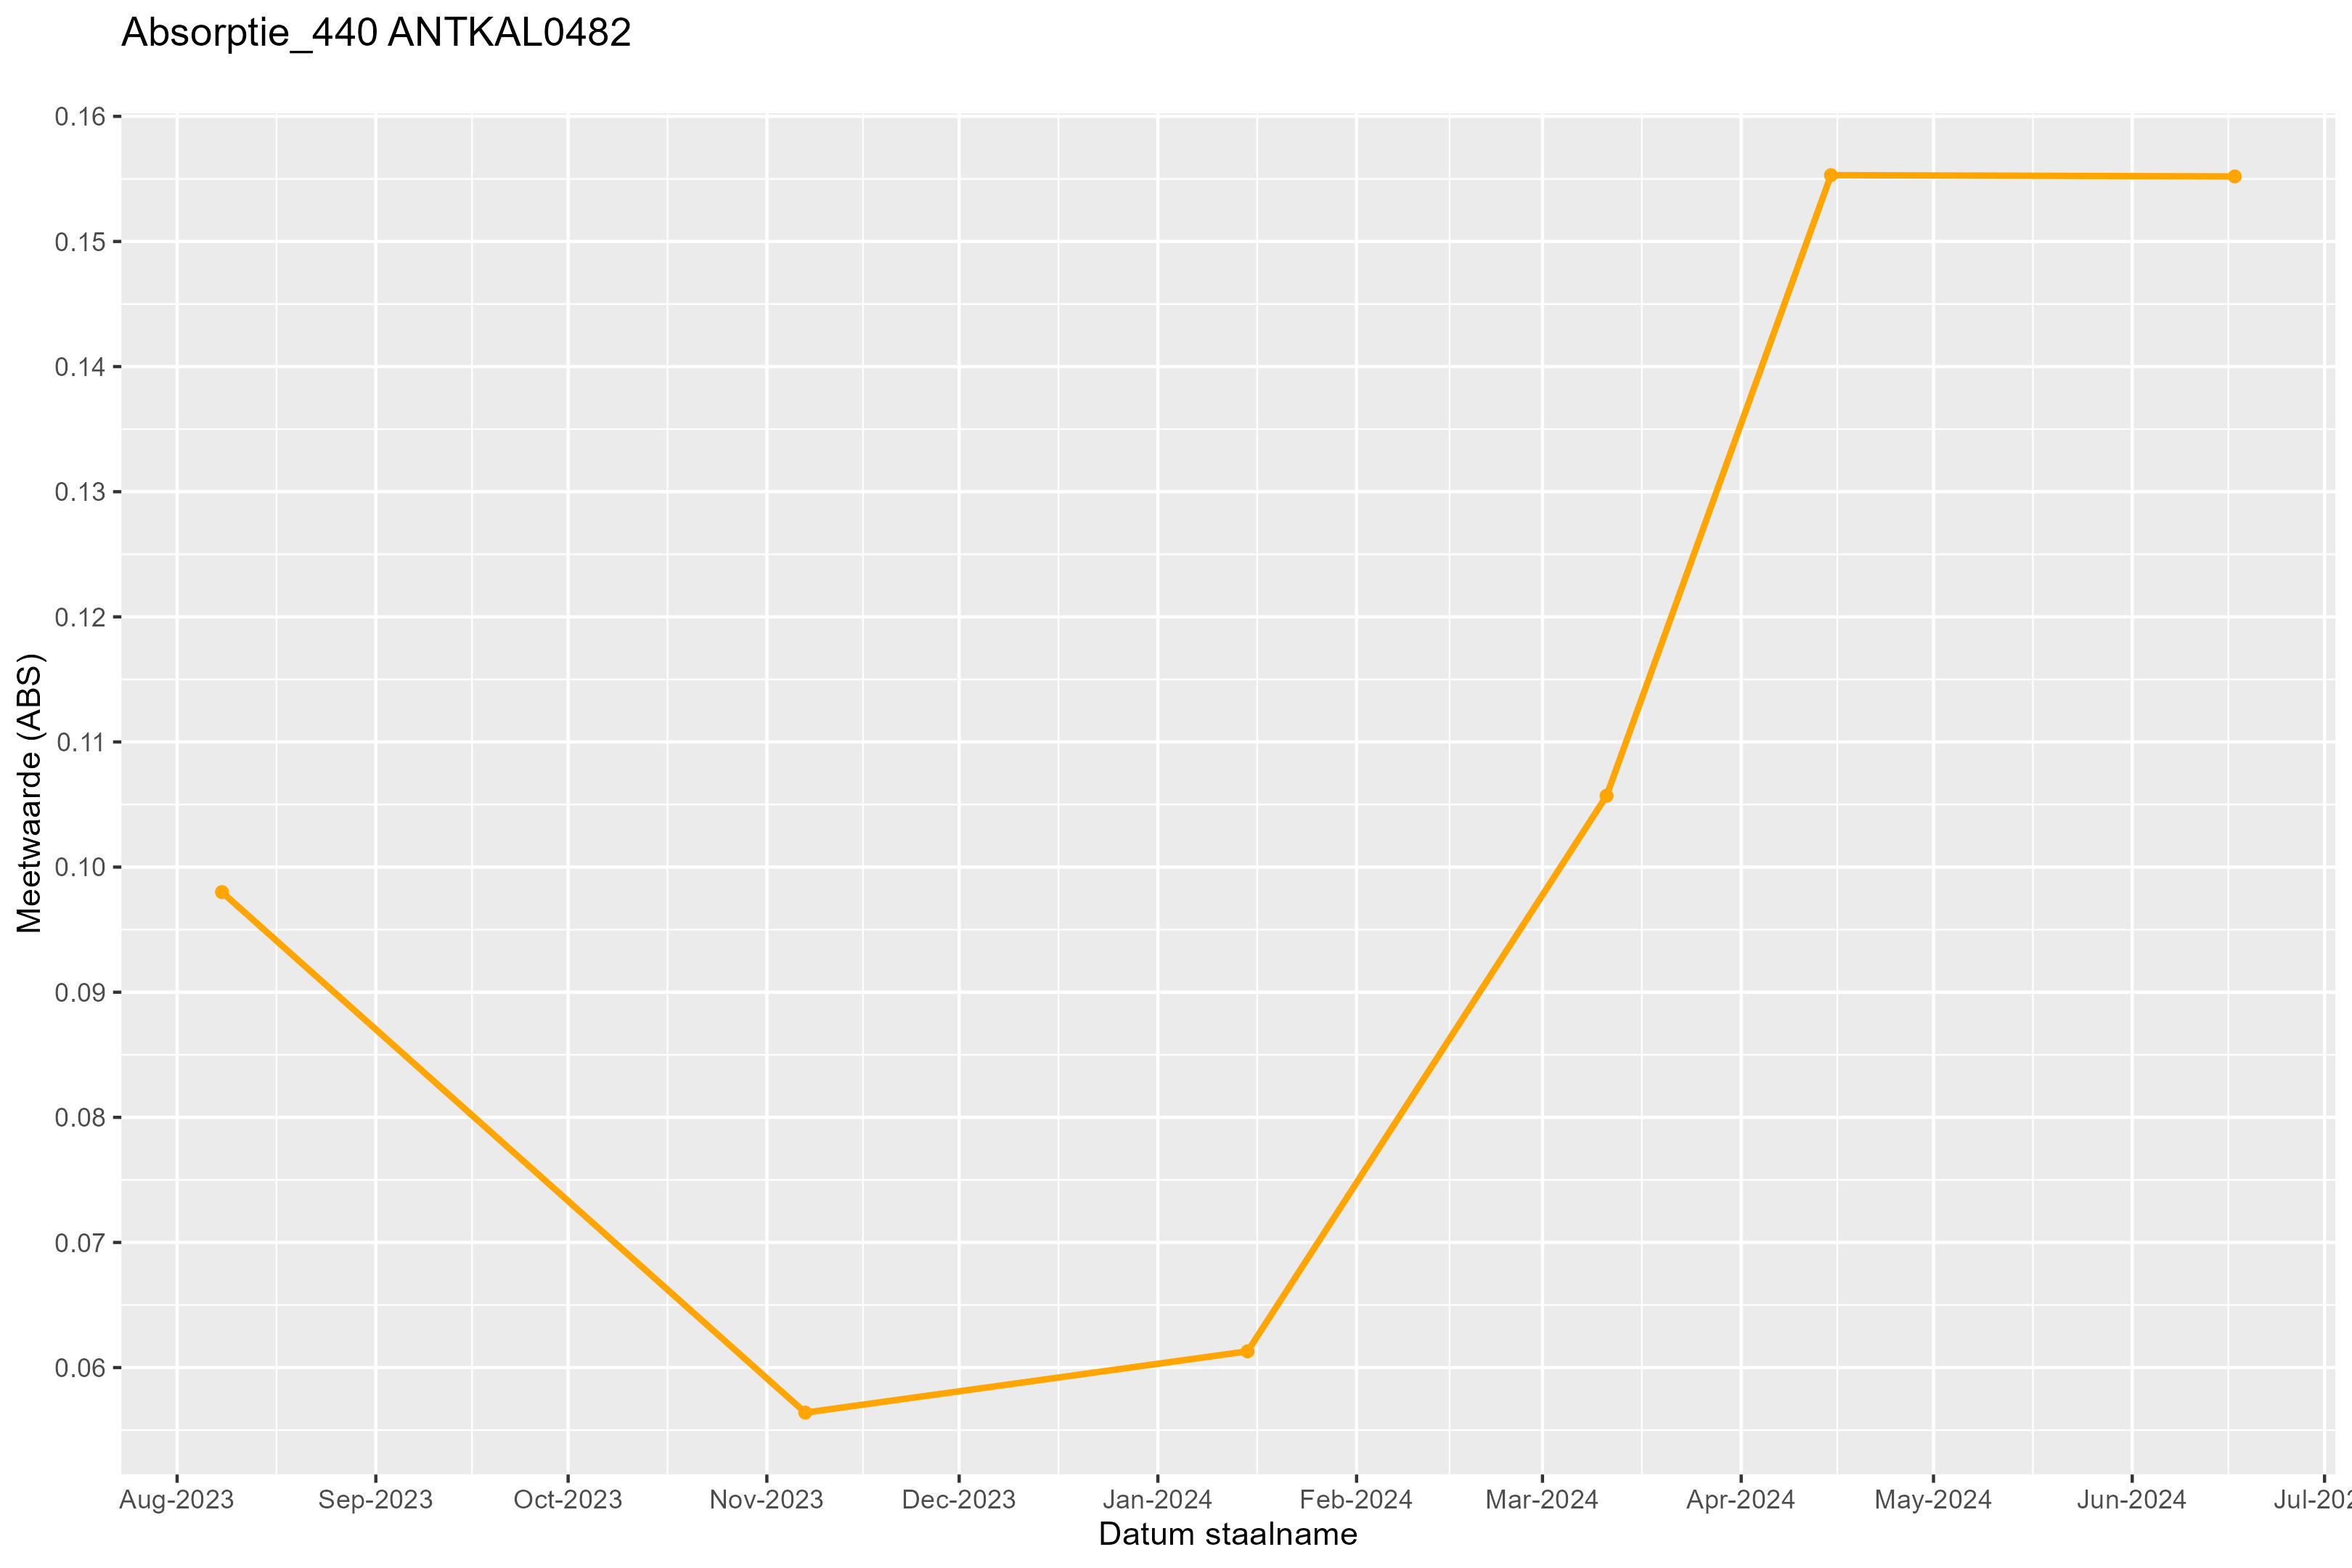 Absorptie_440 ANTKAL0482
Meetwaarde (ABS)
0.16
0.15
0.14
0.13
0.12
0.11
0.10
0.09
0.08
0.07
0.06
Aug-2023 Sep-2023 Oct-2023 Nov-2023 Dec-2023 Jan-2024 Feb-2024 Mar-2024 Apr-2024 May-2024 Jun-2024 Jul-202
Datum staalname